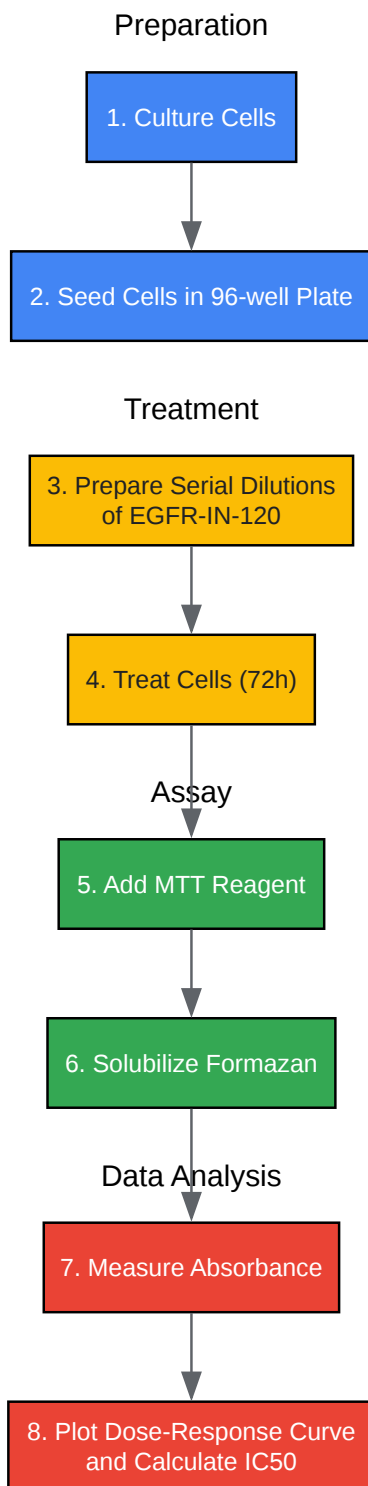 Preparation
1. Culture Cells
2. Seed Cells in 96-well Plate
Treatment
3. Prepare Serial Dilutions
of EGFR-IN-120
4. Treat Cells (72h)
Assay
5. Add MTT Reagent
6. Solubilize Formazan
Data Analysis
7. Measure Absorbance
8. Plot Dose-Response Curve
and Calculate IC50